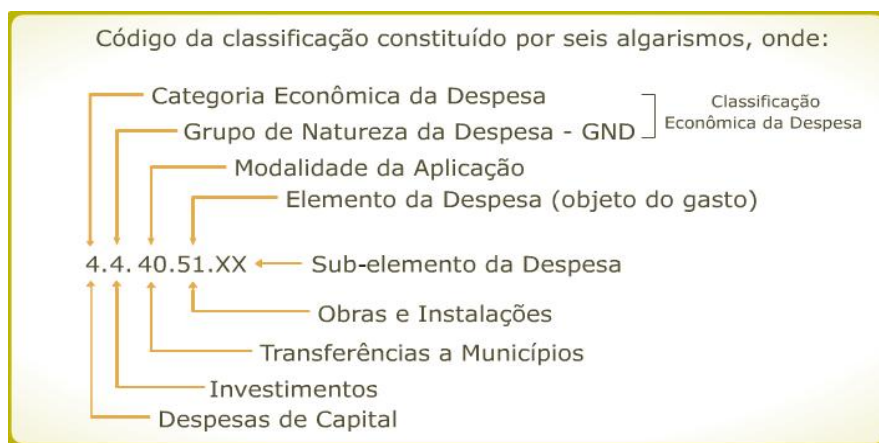 Código da classificação constituído por seis algarismos, onde:
Categoria Econômica da Despesa
Grupo de Natureza da Despesa - GND
Classificação
Econômica da Despesa
Modalidade da Aplicação
Elemento da Despesa (objeto do gasto)
4.4. 40.51.XX
Sub-elemento da Despesa
Obras e Instalações
Transferências a Municípios
Investimentos
Despesas de Capital